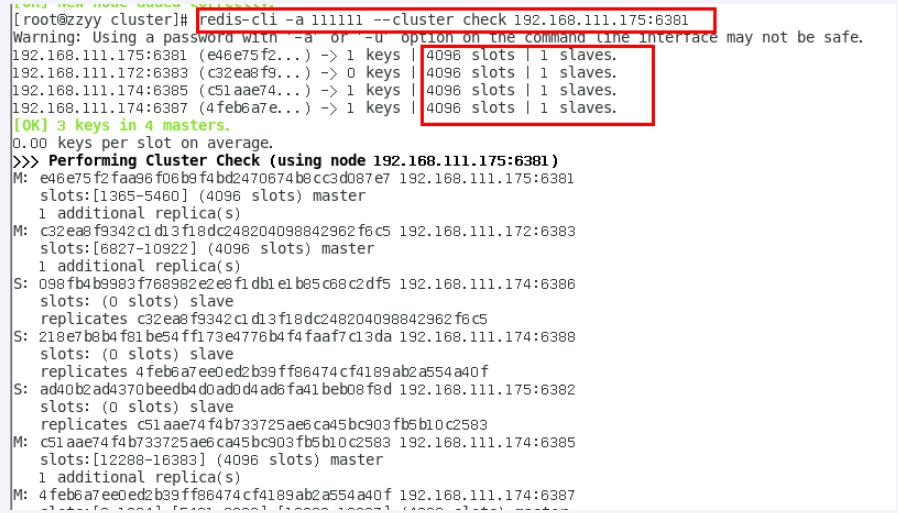 [OK] New node added correctly.
[root@zzyy cluster]# redis-cli -a 111111 --cluster check 192.168.111.175:6381
Warning: Using a password with '-a' or '-u' option on the command line interface may not be safe.
192.168.111.175:6381 (e46e75f2...) -> 1 keys | 4096 slots | 1 slaves.
192.168.111.172:6383 (c32ea8f9...) -> 0 keys | 4096 slots | 1 slaves.
192.168.111.174:6385 (c51aae74...) -> 1 keys | 4096 slots | 1 slaves.
192.168.111.174:6387 (4feb6a7e...) -> 1 keys | 4096 slots | 1 slaves.
[OK] 3 keys in 4 masters.
0.00 keys per slot on average.
>>> Performing Cluster Check (using node 192.168.111.175:6381)
M: e46e75f2faa96f06b9f4bd2470674b8cc3d087e7 192.168.111.175:6381
slots:[1365-5460] (4096 slots) master
1 additional replica(s)
M: c32ea8f9342c1d13f18dc248204098842962f6c5 192.168.111.172:6383
slots:[6827-10922] (4096 slots) master
1 additional replica(s)
S: 098fb4b9983f768982e2e8f1db1e1b85c68c2df5 192.168.111.174:6386
slots: (0 slots) slave
replicates c32ea8f9342c1d13f18dc248204098842962f6c5
S: 218e7b8b4f81be54ff173e4776b4f4faaf7c13da 192.168.111.174:6388
slots: (0 slots) slave
replicates 4feb6a7ee0ed2b39ff86474cf4189ab2a554a40f
S: ad40b2ad4370beedb4d0ad0d4ad6fa41beb08f8d 192.168.111.175:6382
slots: (0 slots) slave
replicates c51aae74f4b733725ae6ca45bc903fb5b10c2583
M: c51aae74f4b733725ae6ca45bc903fb5b10c2583 192.168.111.174:6385
slots:[12288-16383] (4096 slots) master
1 additional replica(s)
M: 4feb6a7ee0ed2b39ff86474cf4189ab2a554a40f 192.168.111.174:6387